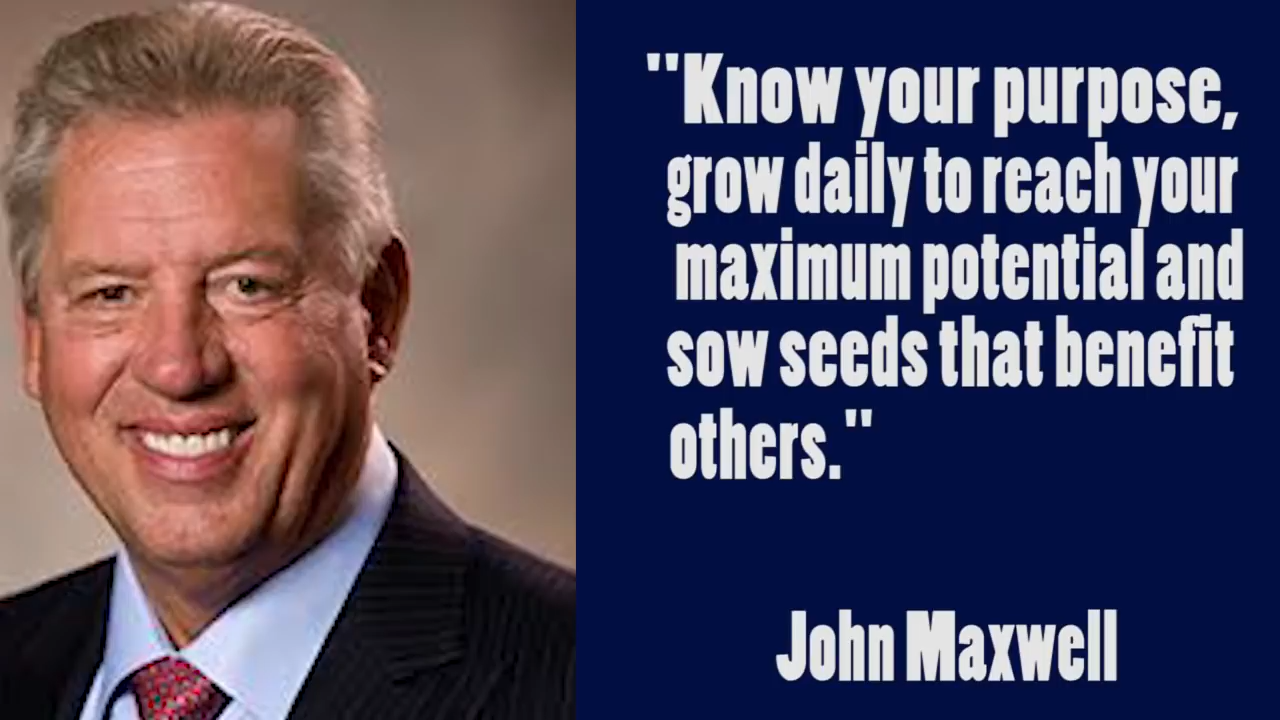 "Know your purpose,
grow daily to reach your
maximum potential and
sow seeds that benefit
others."
John Maxwell